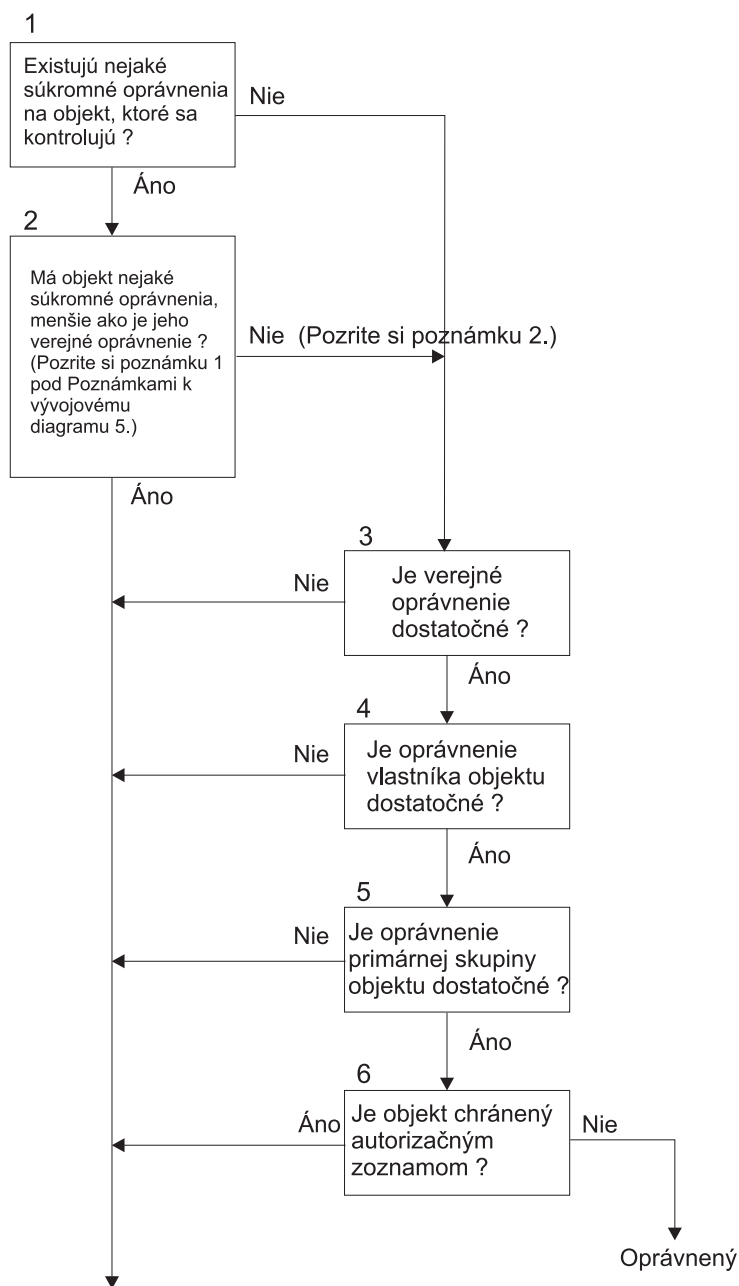 1
Existujú nejaké
súkromné oprávnenia
na objekt, ktoré sa
kontrolujú ?
Nie
Áno
2
Má objekt nejaké
súkromné oprávnenia,
menšie ako je jeho
verejné oprávnenie ?
(Pozrite si poznámku 1
pod Poznámkami k
vývojovému
diagramu 5.)
Nie (Pozrite si poznámku 2.)
Áno
3
Nie
Je verejné
oprávnenie
dostatočné ?
Áno
4
Nie
Je oprávnenie
vlastníka objektu
dostatočné ?
Áno
5
Nie
Je oprávnenie
primárnej skupiny
objektu dostatočné ?
Áno
6
Áno
Je objekt chránený
autorizačným
zoznamom ?
Nie
Oprávnený